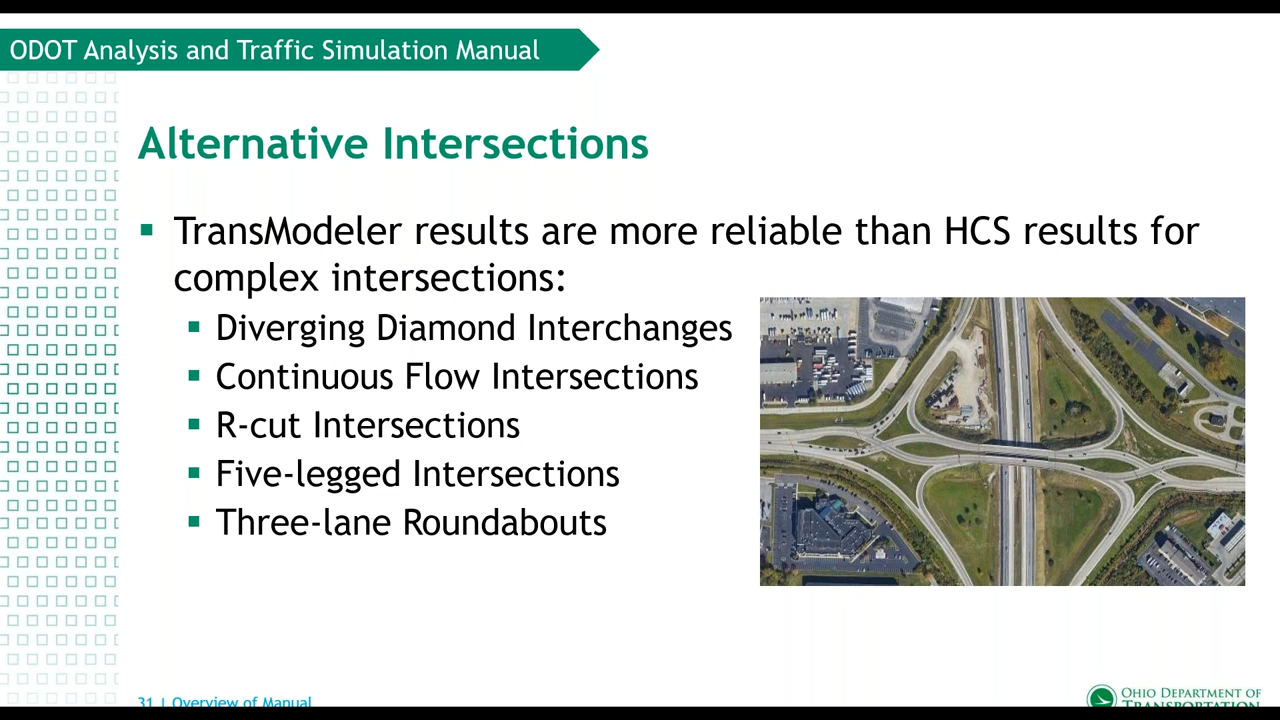 ODOT Analysis and Traffic Simulation Manual
Alternative Intersections
TransModeler results are more reliable than HCS results for
complex intersections:
Diverging Diamond Interchanges
Continuous Flow Intersections
R-cut Intersections
Five-legged Intersections
Three-lane Roundabouts
31 | Overview of Manual
OHIO DEPARTMENT OF
TRANSPORTATION